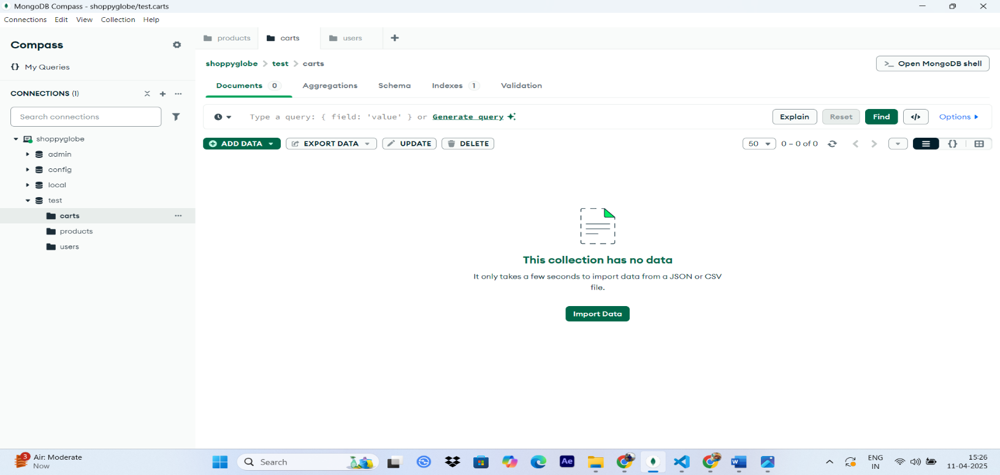 MongoDB Compass - shoppyglobe/test.carts
Connections Edit View Collection Help
Compass
My Queries
CONNECTIONS (1)
Search connections
shoppyglobe
admin
config
local
test
carts
products
users
products carts users
shoppyglobe > test > carts
>_ Open MongoDB shell
Documents 0 Aggregations Schema Indexes 1 Validation
Type a query: { field: 'value' } or Generate query
Explain Reset Find </> Options
ADD DATA EXPORT DATA UPDATE DELETE
50 0 – 0 of 0 {}
This collection has no data
It only takes a few seconds to import data from a JSON or CSV
file.
Import Data
3 Air: Moderate
Now
Search
Ae
ENG
IN
15:26
11-04-2025